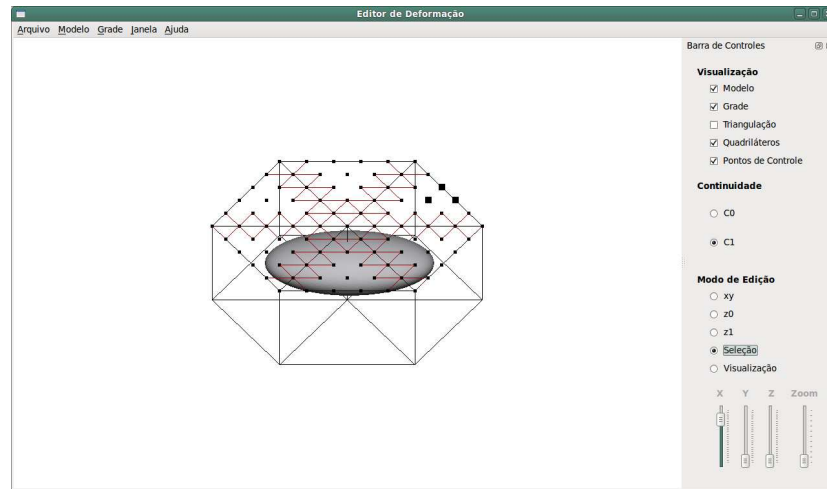 Editor de Deformação
Arquivo Modelo Grade Janela Ajuda
Barra de Controles
Visualização
Modelo
Grade
Triangulação
Quadriláteros
Pontos de Controle
Continuidade
C0
C1
Modo de Edição
xy
z0
z1
Seleção
Visualização
X Y Z Zoom